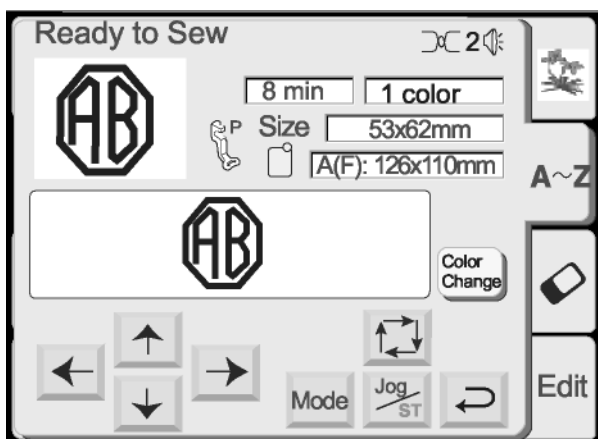 Ready to Sew
2
AB
8 min
1 color
P
Size
53x62mm
A(F): 126x110mm
A~Z
AB
Color
Change
Mode
Jog
ST
Edit